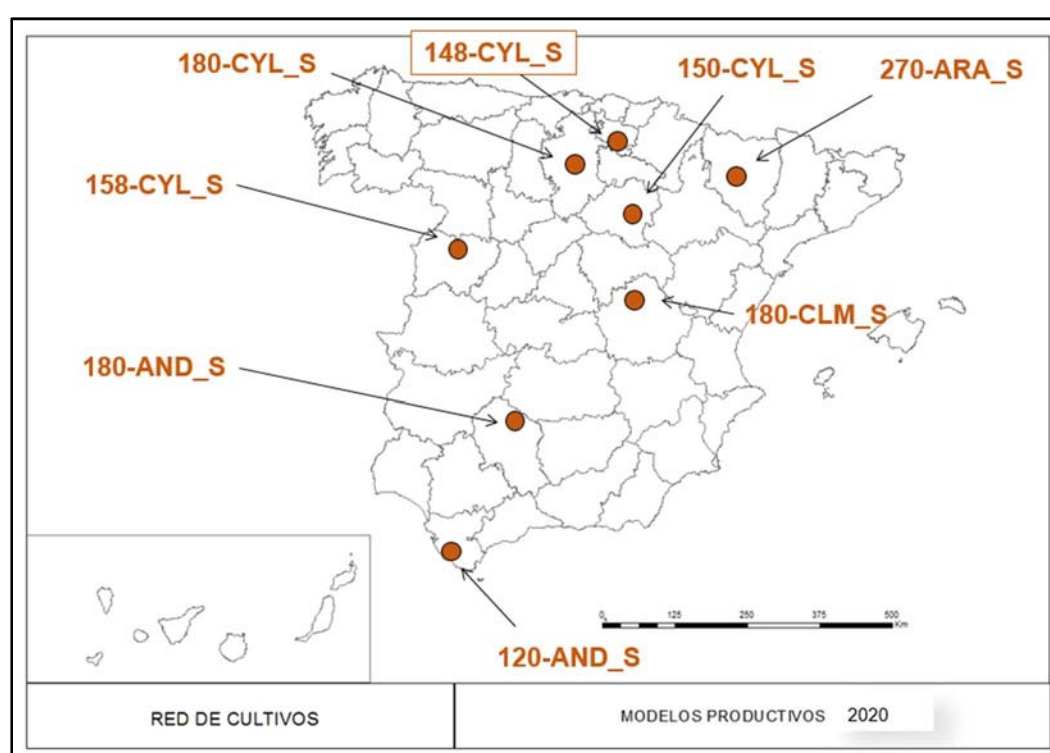 148-CYL_S
180-CYL_S
150-CYL_S
270-ARA_S
158-CYL_S
180-CLM_S
180-AND_S
120-AND_S
0 125 250 375 500
Km
RED DE CULTIVOS
MODELOS PRODUCTIVOS 2020